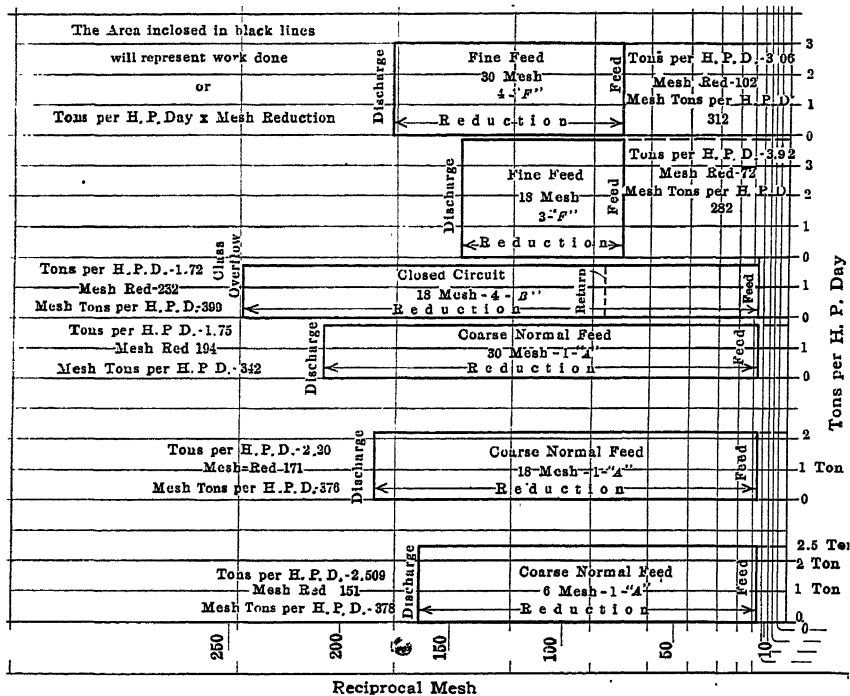 The Area inclosed in black lines
will represent work done
or
Tons per H. P. Day x Mesh Reduction
Discharge
Fine Feed
30 Mesh
4-"F"
Reduction
Feed
Tons per H. P. D.-3.06
Mesh Red-102
Mesh Tons per H. P. D.
312
3
2
1
0
Discharge
Fine Feed
18 Mesh
3-"F"
Reduction
Feed
Tons per H. P. D.-3.92
Mesh Red-72
Mesh Tons per H. P. D.
282
3
2
1
0
Tons per H. P. D.-1.72
Mesh Red-232
Mesh Tons per H. P. D.-399
Class
Overflow
Closed Circuit
18 Mesh-4-"B"
Reduction
Return
Feed
1
0
Tons per H. P. D.-1.75
Mesh Red 194
Mesh Tons per H. P. D.-342
Discharge
Coarse Normal Feed
30 Mesh-1-"A"
Reduction
Feed
1
0
Tons per H. P. D.-2.20
Mesh=Red-171
Mesh Tons per H. P. D.-376
Discharge
Coarse Normal Feed
18 Mesh-1-"A"
Reduction
Feed
2
1 Ton
0
Tons per H. P. D.-2.509
Mesh Red 151
Mesh Tons per H. P. D.-378
Discharge
Coarse Normal Feed
6 Mesh-1-"A"
Reduction
Feed
2.5 Ton
2 Ton
1 Ton
0
0
Tons per H. P. Day
250
200
150
100
50
10
Reciprocal Mesh